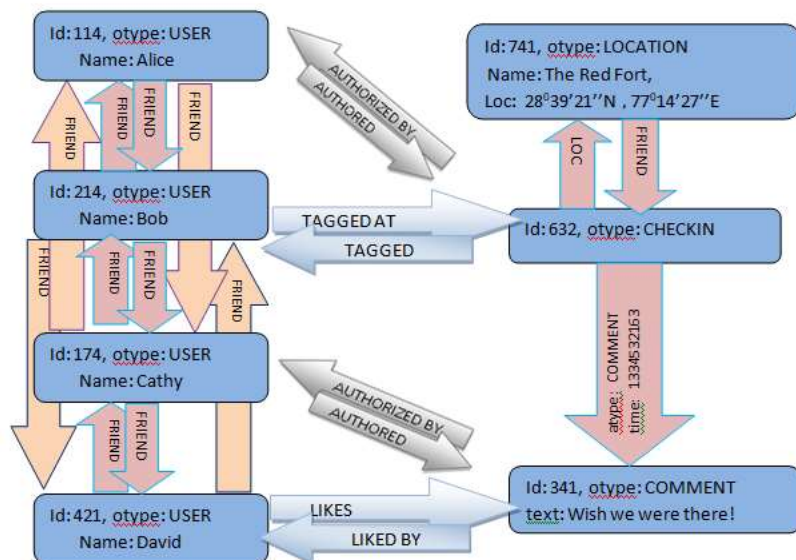 Id:114, otype:USER
Name:Alice
FRIEND
FRIEND
FRIEND
FRIEND
Id:214, otype:USER
Name:Bob
FRIEND
FRIEND
FRIEND
FRIEND
Id:174, otype:USER
Name:Cathy
FRIEND
FRIEND
Id:421, otype:USER
Name:David
AUTHORIZED BY
AUTHORED
TAGGED AT
TAGGED
AUTHORIZED BY
AUTHORED
LIKES
LIKED BY
Id:741, otype:LOCATION
Name:The Red Fort,
Loc: 28⁰39'21''N , 77⁰14'27''E
LOC
FRIEND
Id:632, otype:CHECKIN
atype: COMMENT
time: 1334532163
Id:341, otype:COMMENT
text:Wish we were there!